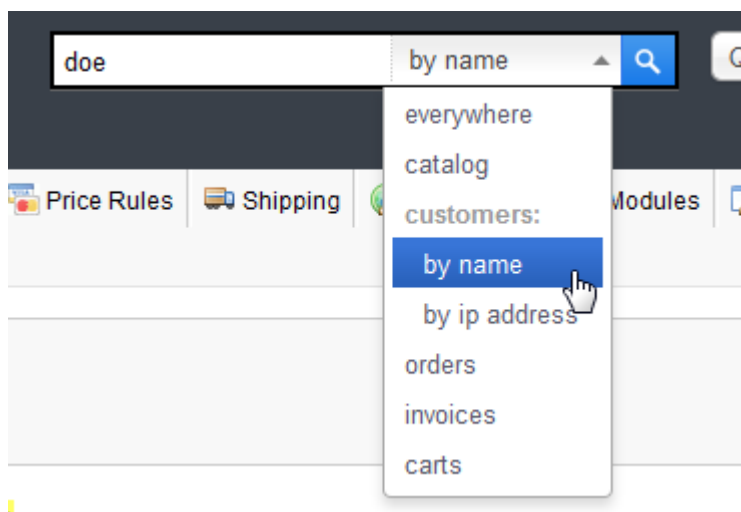 doe by name Q
everywhere
catalog
Price Rules Shipping Modules
customers:
by name
by ip address
orders
invoices
carts